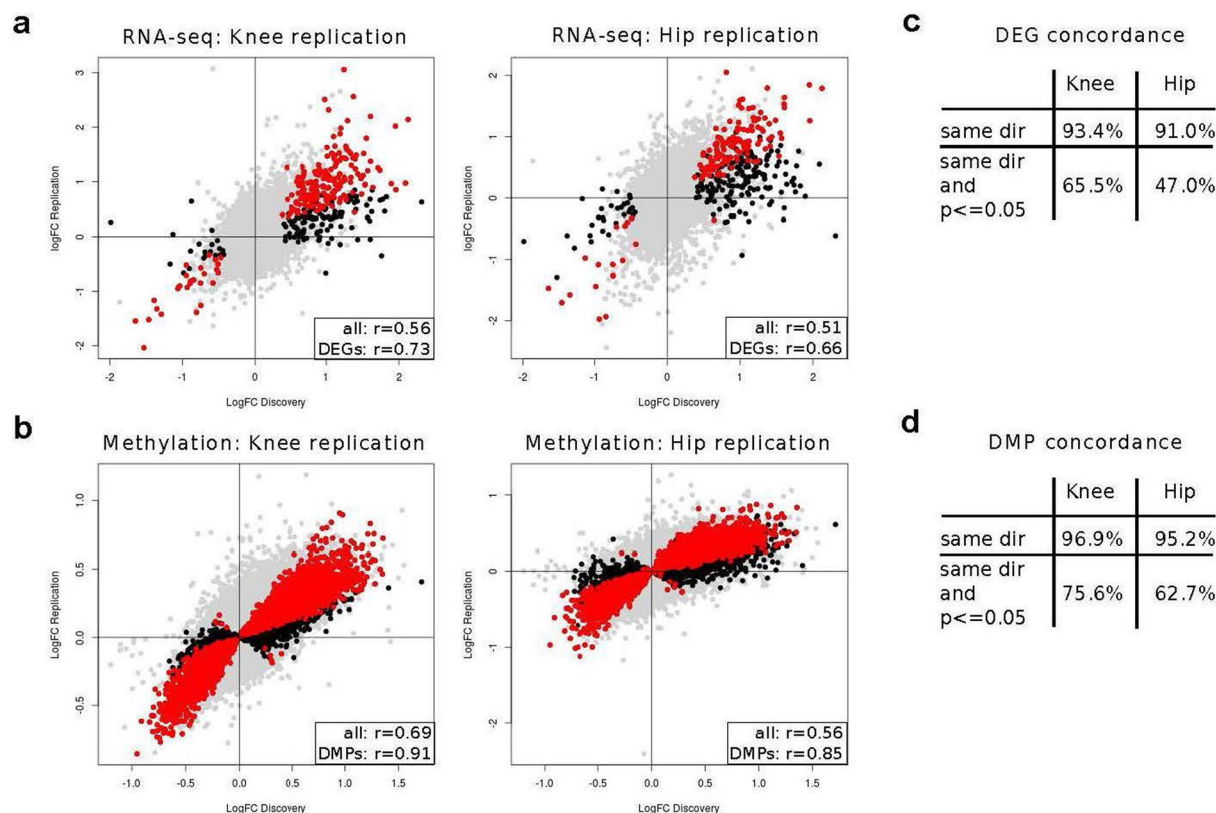 a
RNA-seq: Knee replication
logFC Replication
3
2
1
0
-1
-2
-2
-1
0
1
2
LogFC Discovery
all: r=0.56
DEGs: r=0.73
RNA-seq: Hip replication
logFC Replication
2
1
0
-1
-2
-2
-1
0
1
2
LogFC Discovery
all: r=0.51
DEGs: r=0.66
c
DEG concordance
Knee Hip
same dir 93.4% 91.0%
same dir
and 65.5% 47.0%
p<=0.05
b
Methylation: Knee replication
LogFC Replication
1.0
0.5
0.0
-0.5
-1.0
-0.5
0.0
0.5
1.0
1.5
LogFC Discovery
all: r=0.69
DMPs: r=0.91
Methylation: Hip replication
LogFC Replication
1
0
-1
-2
-1.0
-0.5
0.0
0.5
1.0
1.5
LogFC Discovery
all: r=0.56
DMPs: r=0.85
d
DMP concordance
Knee Hip
same dir 96.9% 95.2%
same dir
and 75.6% 62.7%
p<=0.05